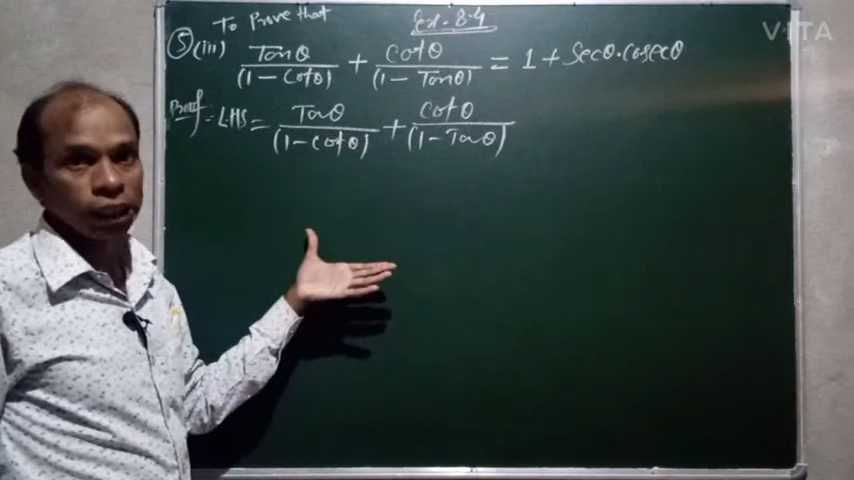 To Prove that
Ex. 8.4
⑤(iii) Tanθ/(1 - Cotθ) + Cotθ/(1 - Tanθ) = 1 + Secθ.Cosecθ
Proof: L.HS = Tanθ/(1 - Cotθ) + Cotθ/(1 - Tanθ)
VITA